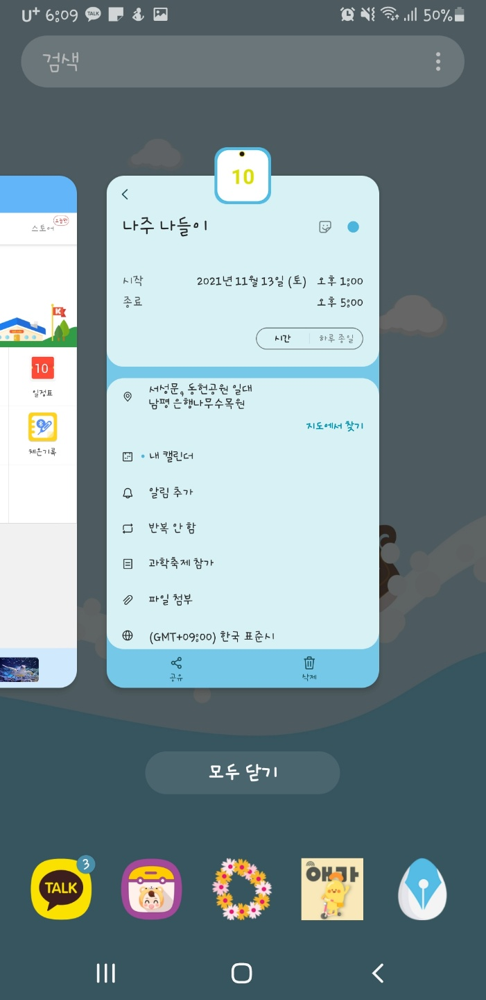 U+ 6:09 TALK
50%
검색
10
스토어
나주 나들이
시작 2021년 11월 13일 (토) 오후 1:00
종료 오후 5:00
시간 하루 종일
10
일정표
체온기록
서성문, 동헌공원 일대
남평 은행나무수목원
지도에서 찾기
내 캘린더
알림 추가
반복 안 함
과학축제 참가
파일 첨부
(GMT+09:00) 한국 표준시
공유 삭제
모두 닫기
3
TALK
애라